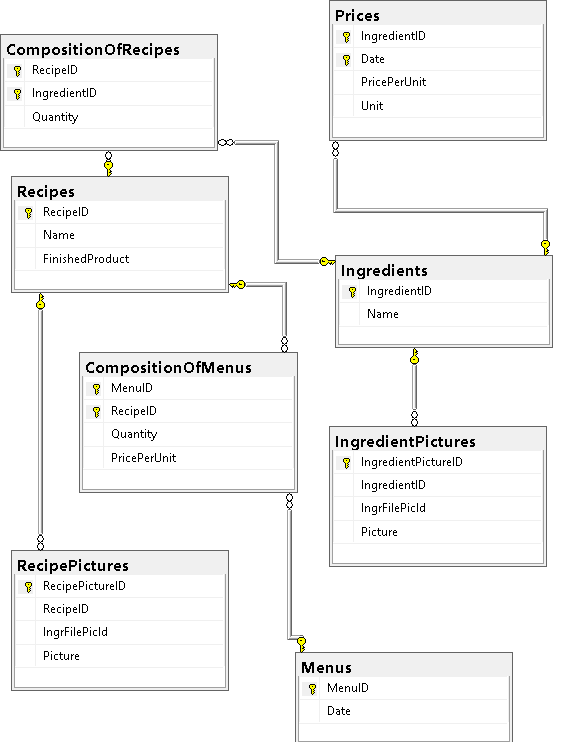 Prices
IngredientID
Date
PricePerUnit
Unit
CompositionOfRecipes
RecipeID
IngredientID
Quantity
Recipes
RecipeID
Name
FinishedProduct
Ingredients
IngredientID
Name
CompositionOfMenus
MenuID
RecipeID
Quantity
PricePerUnit
IngredientPictures
IngredientPictureID
IngredientID
IngrFilePicId
Picture
RecipePictures
RecipePictureID
RecipeID
IngrFilePicId
Picture
Menus
MenuID
Date